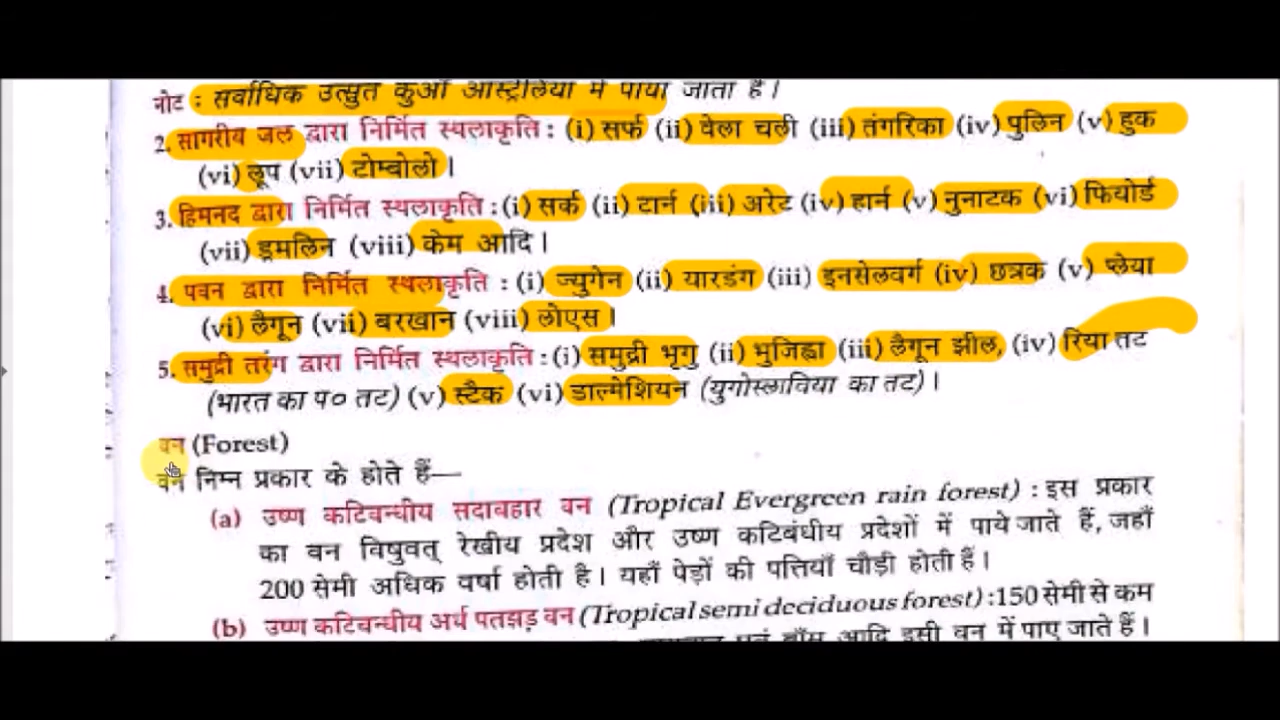 नोट : सर्वाधिक उत्स्रुत कुआँ आस्ट्रेलिया में पाया जाता है।
2. सागरीय जल द्वारा निर्मित स्थलाकृति : (i) सर्फ (ii) वेला चली (iii) तंगरिका (iv) पुलिन (v) हुक
(vi) लूप (vii) टोम्बोलो।
3. हिमनद द्वारा निर्मित स्थलाकृति : (i) सर्क (ii) टार्न (iii) अरेट (iv) हार्न (v) नुनाटक (vi) फियोर्ड
(vii) ड्रमलिन (viii) केम आदि।
4. पवन द्वारा निर्मित स्थलाकृति : (i) ज्युगेन (ii) यारडंग (iii) इनसेलवर्ग (iv) छत्रक (v) प्लेया
(vi) लैगून (vii) बरखान (viii) लोएस।
5. समुद्री तरंग द्वारा निर्मित स्थलाकृति : (i) समुद्री भृगु (ii) भुजिह्वा (iii) लैगून झील, (iv) रिया तट
(भारत का प० तट) (v) स्टैक (vi) डाल्मेशियन (युगोस्लाविया का तट)।
वन (Forest)
वन निम्न प्रकार के होते हैं—
(a) उष्ण कटिबन्धीय सदाबहार वन (Tropical Evergreen rain forest) : इस प्रकार
का वन विषुवत् रेखीय प्रदेश और उष्ण कटिबंधीय प्रदेशों में पाये जाते हैं, जहाँ
200 सेमी अधिक वर्षा होती है। यहाँ पेड़ों की पत्तियाँ चौड़ी होती हैं।
(b) उष्ण कटिबन्धीय अर्ध पतझड़ वन (Tropical semi deciduous forest) : 150 सेमी से कम
एवं बाँस आदि इसी वन में पाए जाते हैं।